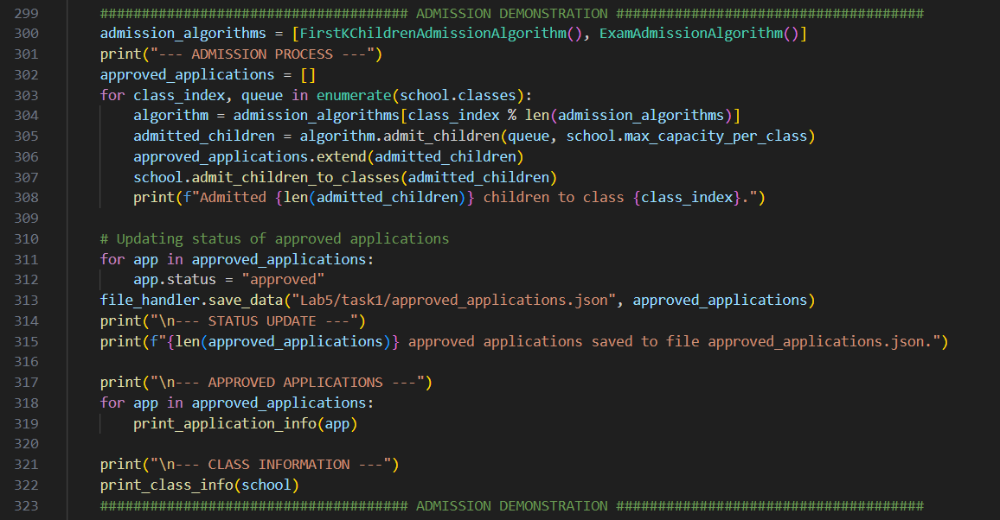 299 ##################################### ADMISSION DEMONSTRATION #####################################
300 admission_algorithms = [FirstKChildrenAdmissionAlgorithm(), ExamAdmissionAlgorithm()]
301 print("--- ADMISSION PROCESS ---")
302 approved_applications = []
303 for class_index, queue in enumerate(school.classes):
304 algorithm = admission_algorithms[class_index % len(admission_algorithms)]
305 admitted_children = algorithm.admit_children(queue, school.max_capacity_per_class)
306 approved_applications.extend(admitted_children)
307 school.admit_children_to_classes(admitted_children)
308 print(f"Admitted {len(admitted_children)} children to class {class_index}.")
309
310 # Updating status of approved applications
311 for app in approved_applications:
312 app.status = "approved"
313 file_handler.save_data("Lab5/task1/approved_applications.json", approved_applications)
314 print("\n--- STATUS UPDATE ---")
315 print(f"{len(approved_applications)} approved applications saved to file approved_applications.json.")
316
317 print("\n--- APPROVED APPLICATIONS ---")
318 for app in approved_applications:
319 print_application_info(app)
320
321 print("\n--- CLASS INFORMATION ---")
322 print_class_info(school)
323 ##################################### ADMISSION DEMONSTRATION #####################################